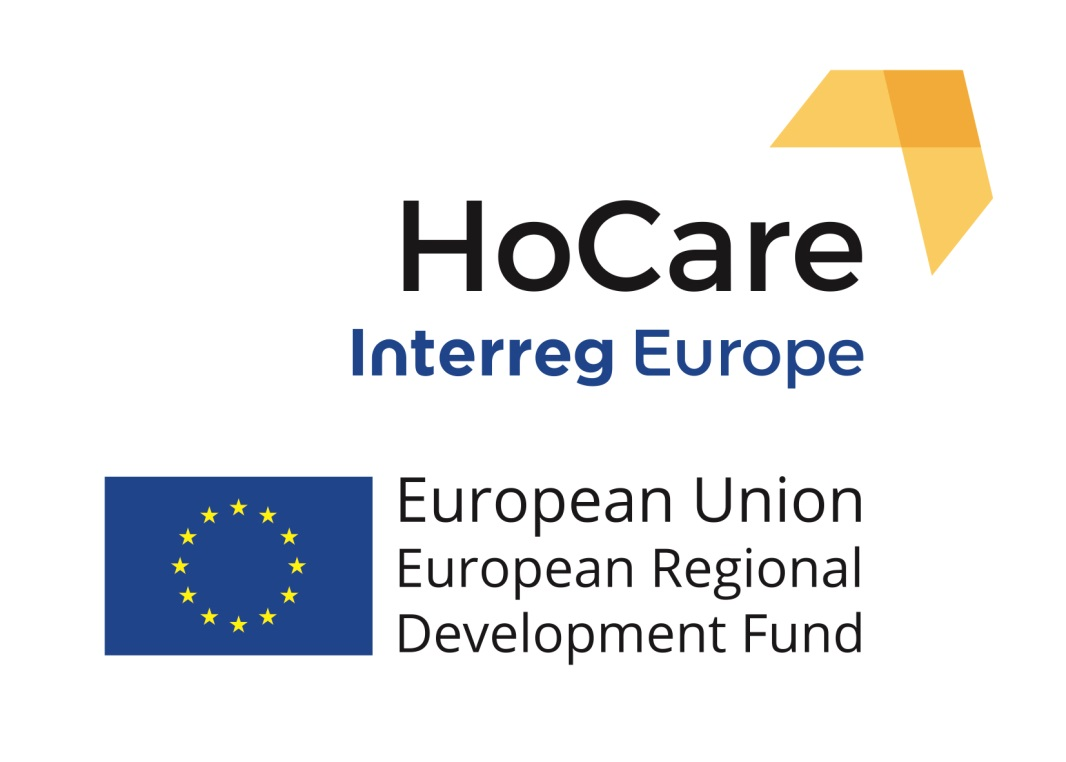 HoCare
Interreg Europe
European Union
European Regional
Development Fund